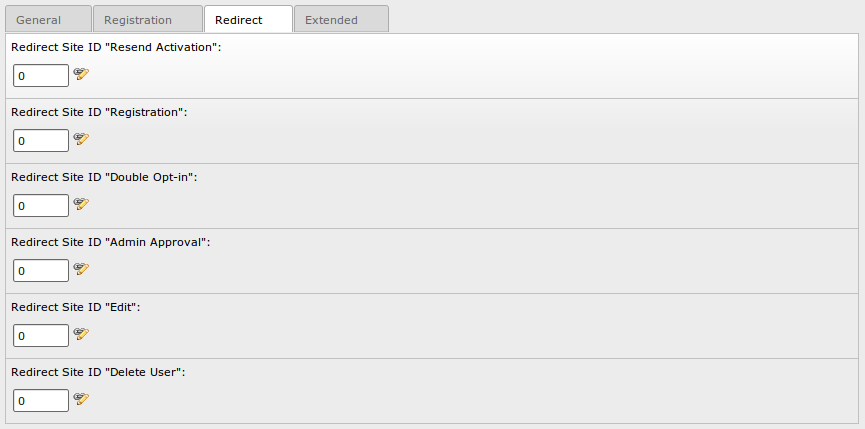 General Registration Redirect Extended
Redirect Site ID "Resend Activation":
0
Redirect Site ID "Registration":
0
Redirect Site ID "Double Opt-in":
0
Redirect Site ID "Admin Approval":
0
Redirect Site ID "Edit":
0
Redirect Site ID "Delete User":
0